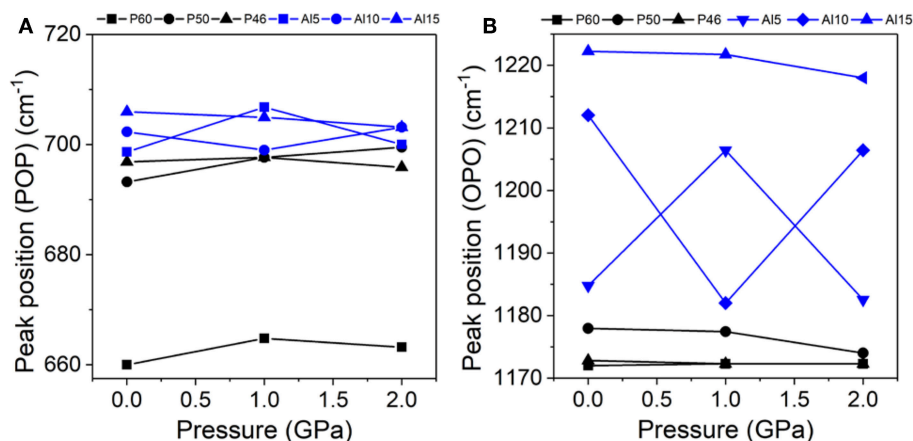 P60 P50 P46 Al5 Al10 Al15
A
720
700
680
660
Peak position (POP) (cm⁻¹)
0.0 0.5 1.0 1.5 2.0
Pressure (GPa)
P60 P50 P46 Al5 Al10 Al15
B
1220
1210
1200
1190
1180
1170
Peak position (OPO) (cm⁻¹)
0.0 0.5 1.0 1.5 2.0
Pressure (GPa)